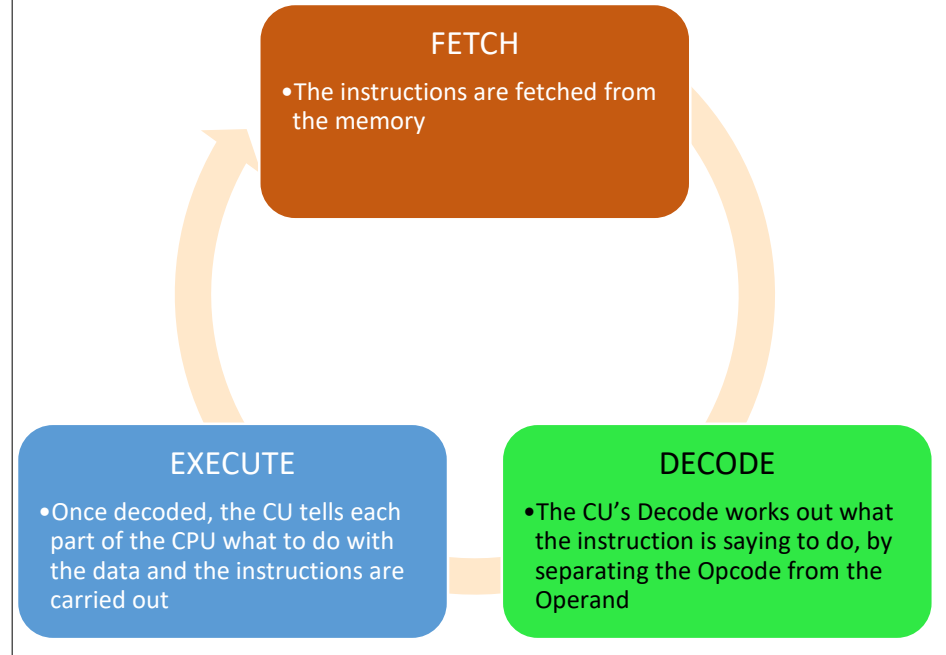 FETCH
•The instructions are fetched from
the memory
EXECUTE
•Once decoded, the CU tells each
part of the CPU what to do with
the data and the instructions are
carried out
DECODE
•The CU’s Decode works out what
the instruction is saying to do, by
separating the Opcode from the
Operand